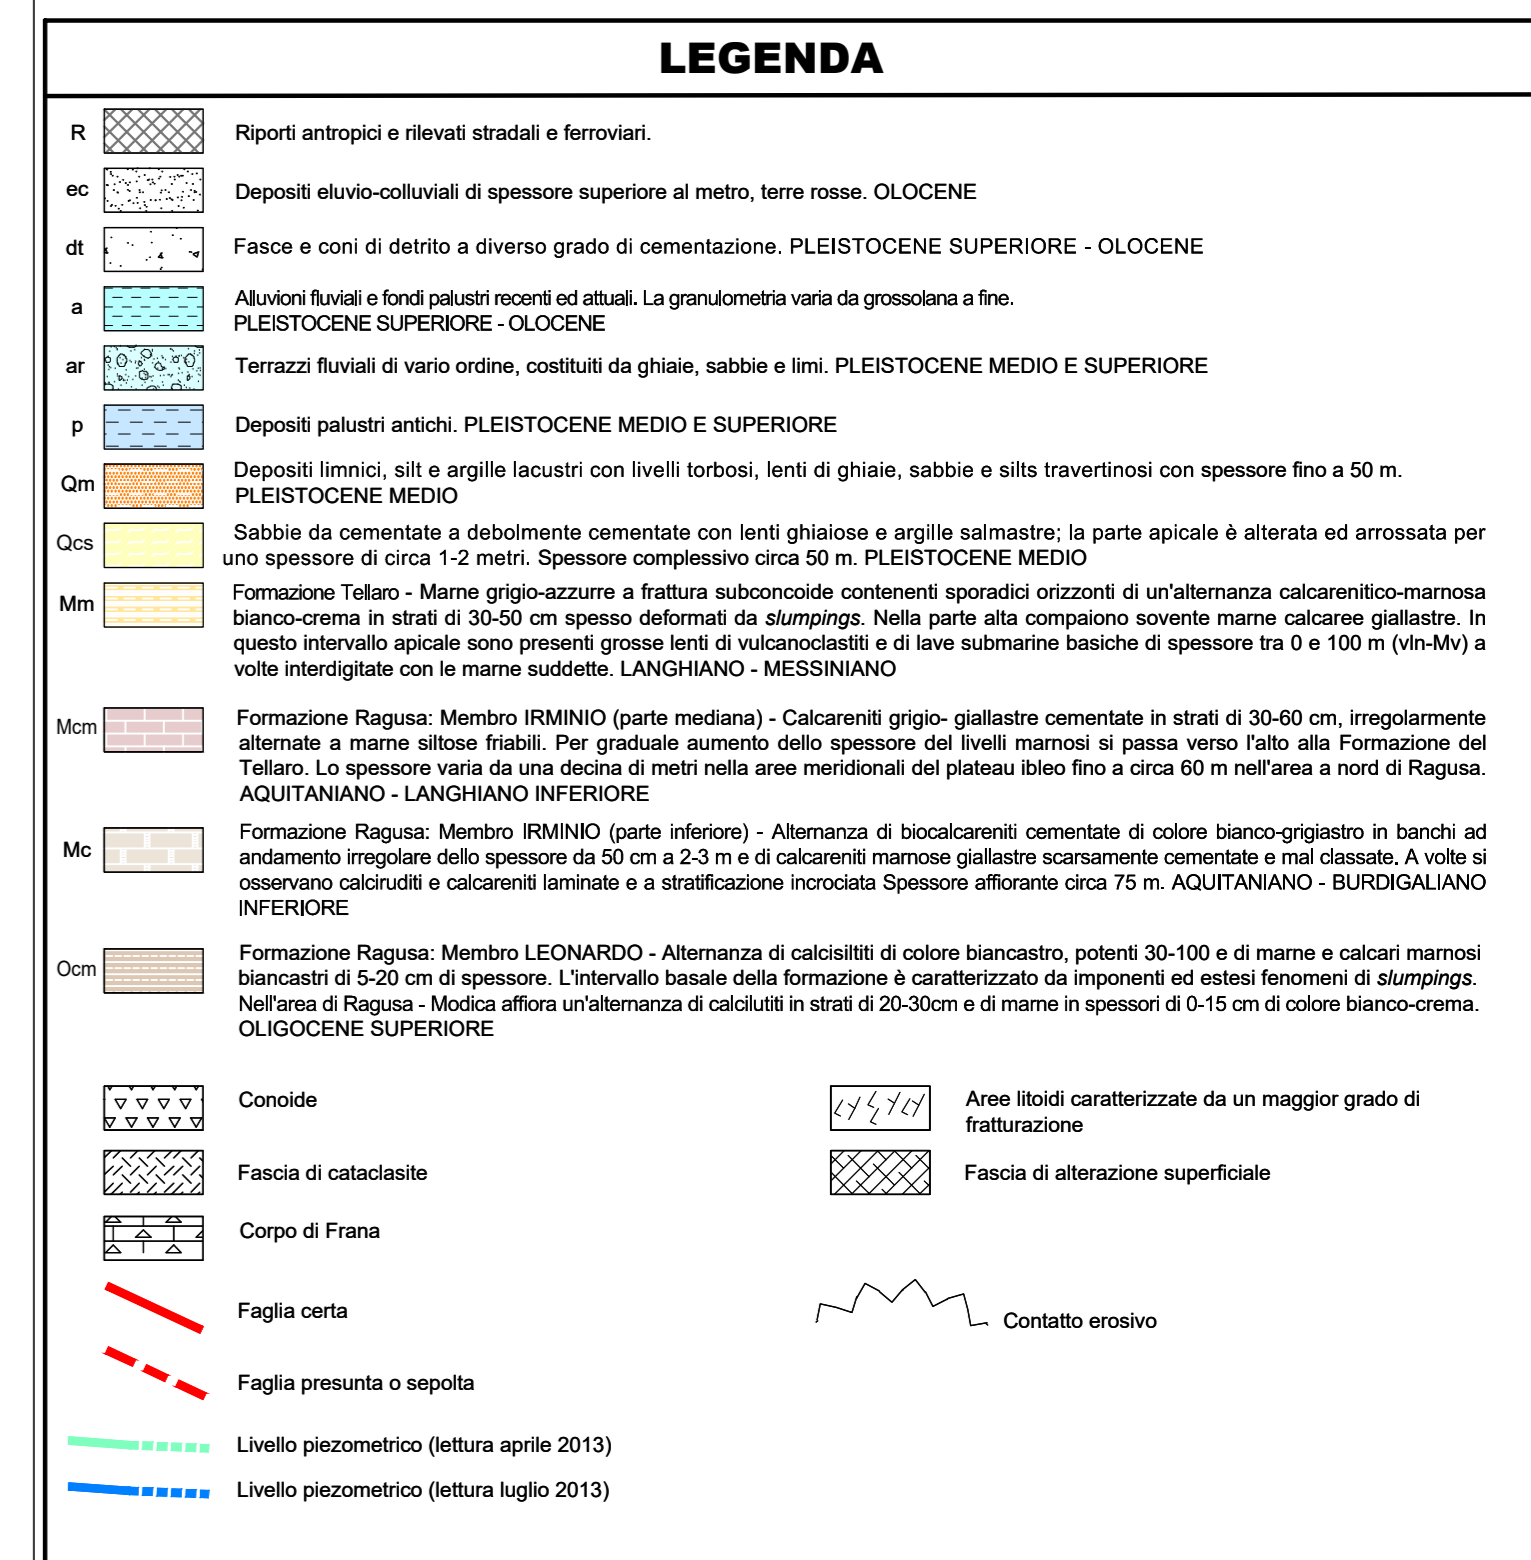 LEGENDA
R Riporti antropici e rilevati stradali e ferroviari.
ec Depositi eluvio-colluviali di spessore superiore al metro, terre rosse. OLOCENE
dt Fasce e coni di detrito a diverso grado di cementazione. PLEISTOCENE SUPERIORE - OLOCENE
a Alluvioni fluviali e fondi palustri recenti ed attuali. La granulometria varia da grossolana a fine.
PLEISTOCENE SUPERIORE - OLOCENE
ar Terrazzi fluviali di vario ordine, costituiti da ghiaie, sabbie e limi. PLEISTOCENE MEDIO E SUPERIORE
p Depositi palustri antichi. PLEISTOCENE MEDIO E SUPERIORE
Qm Depositi limnici, silt e argille lacustri con livelli torbosi, lenti di ghiaie, sabbie e silts travertinosi con spessore fino a 50 m.
PLEISTOCENE MEDIO
Qcs Sabbie da cementate a debolmente cementate con lenti ghiaiose e argille salmastre; la parte apicale è alterata ed arrossata per
uno spessore di circa 1-2 metri. Spessore complessivo circa 50 m. PLEISTOCENE MEDIO
Mm Formazione Tellaro - Marne grigio-azzurre a frattura subconcoide contenenti sporadici orizzonti di un'alternanza calcarenitico-marnosa
bianco-crema in strati di 30-50 cm spesso deformati da slumpings. Nella parte alta compaiono sovente marne calcaree giallastre. In
questo intervallo apicale sono presenti grosse lenti di vulcanoclastiti e di lave submarine basiche di spessore tra 0 e 100 m (vln-Mv) a
volte interdigitate con le marne suddette. LANGHIANO - MESSINIANO
Mcm Formazione Ragusa: Membro IRMINIO (parte mediana) - Calcareniti grigio- giallastre cementate in strati di 30-60 cm, irregolarmente
alternate a marne siltose friabili. Per graduale aumento dello spessore del livelli marnosi si passa verso l'alto alla Formazione del
Tellaro. Lo spessore varia da una decina di metri nella aree meridionali del plateau ibleo fino a circa 60 m nell'area a nord di Ragusa.
AQUITANIANO - LANGHIANO INFERIORE
Mc Formazione Ragusa: Membro IRMINIO (parte inferiore) - Alternanza di biocalcareniti cementate di colore bianco-grigiastro in banchi ad
andamento irregolare dello spessore da 50 cm a 2-3 m e di calcareniti marnose giallastre scarsamente cementate e mal classate. A volte si
osservano calciruditi e calcareniti laminate e a stratificazione incrociata Spessore affiorante circa 75 m. AQUITANIANO - BURDIGALIANO
INFERIORE
Ocm Formazione Ragusa: Membro LEONARDO - Alternanza di calcisiltiti di colore biancastro, potenti 30-100 e di marne e calcari marnosi
biancastri di 5-20 cm di spessore. L'intervallo basale della formazione è caratterizzato da imponenti ed estesi fenomeni di slumpings.
Nell'area di Ragusa - Modica affiora un'alternanza di calcilutiti in strati di 20-30cm e di marne in spessori di 0-15 cm di colore bianco-crema.
OLIGOCENE SUPERIORE
Conoide
Aree litoidi caratterizzate da un maggior grado di
fratturazione
Fascia di cataclasite
Fascia di alterazione superficiale
Corpo di Frana
Faglia certa
Contatto erosivo
Faglia presunta o sepolta
Livello piezometrico (lettura aprile 2013)
Livello piezometrico (lettura luglio 2013)